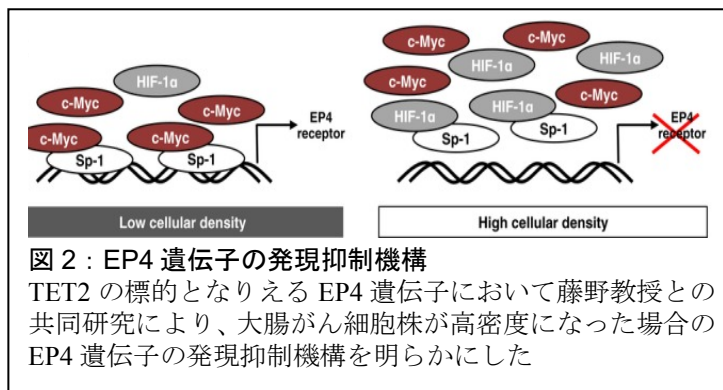 HIF-1α
c-Myc
c-Myc
c-Myc
c-Myc
Sp-1
Sp-1
EP4
receptor
Low cellular density
c-Myc
c-Myc
HIF-1α
HIF-1α
c-Myc
HIF-1α
HIF-1α
c-Myc
Sp-1
Sp-1
EP4
receptor
High cellular density
図 2：EP4 遺伝子の発現抑制機構
TET2 の標的となりえる EP4 遺伝子において藤野教授との
共同研究により、大腸がん細胞株が高密度になった場合の
EP4 遺伝子の発現抑制機構を明らかにした